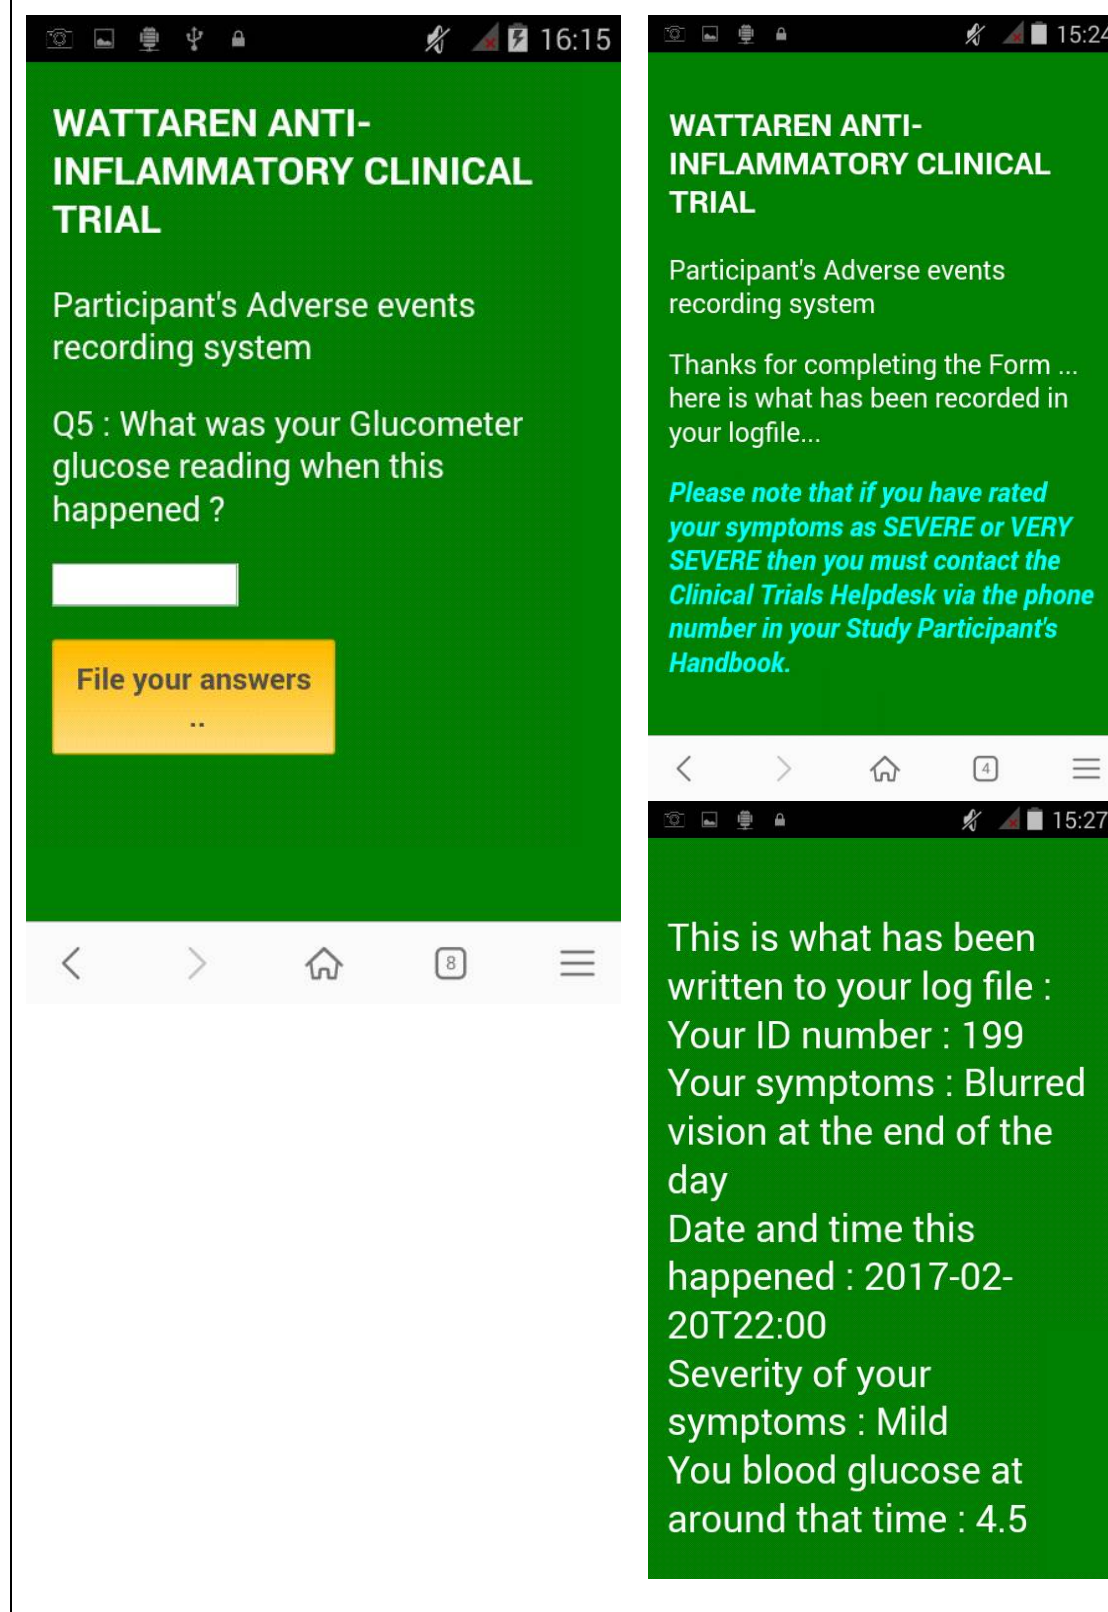 16:15
WATTAREN ANTI-
INFLAMMATORY CLINICAL
TRIAL
Participant's Adverse events
recording system
Q5 : What was your Glucometer
glucose reading when this
happened ?
File your answers
..
8
15:24
WATTAREN ANTI-
INFLAMMATORY CLINICAL
TRIAL
Participant's Adverse events
recording system
Thanks for completing the Form ...
here is what has been recorded in
your logfile...
Please note that if you have rated
your symptoms as SEVERE or VERY
SEVERE then you must contact the
Clinical Trials Helpdesk via the phone
number in your Study Participant's
Handbook.
4
15:27
This is what has been
written to your log file :
Your ID number : 199
Your symptoms : Blurred
vision at the end of the
day
Date and time this
happened : 2017-02-
20T22:00
Severity of your
symptoms : Mild
You blood glucose at
around that time : 4.5